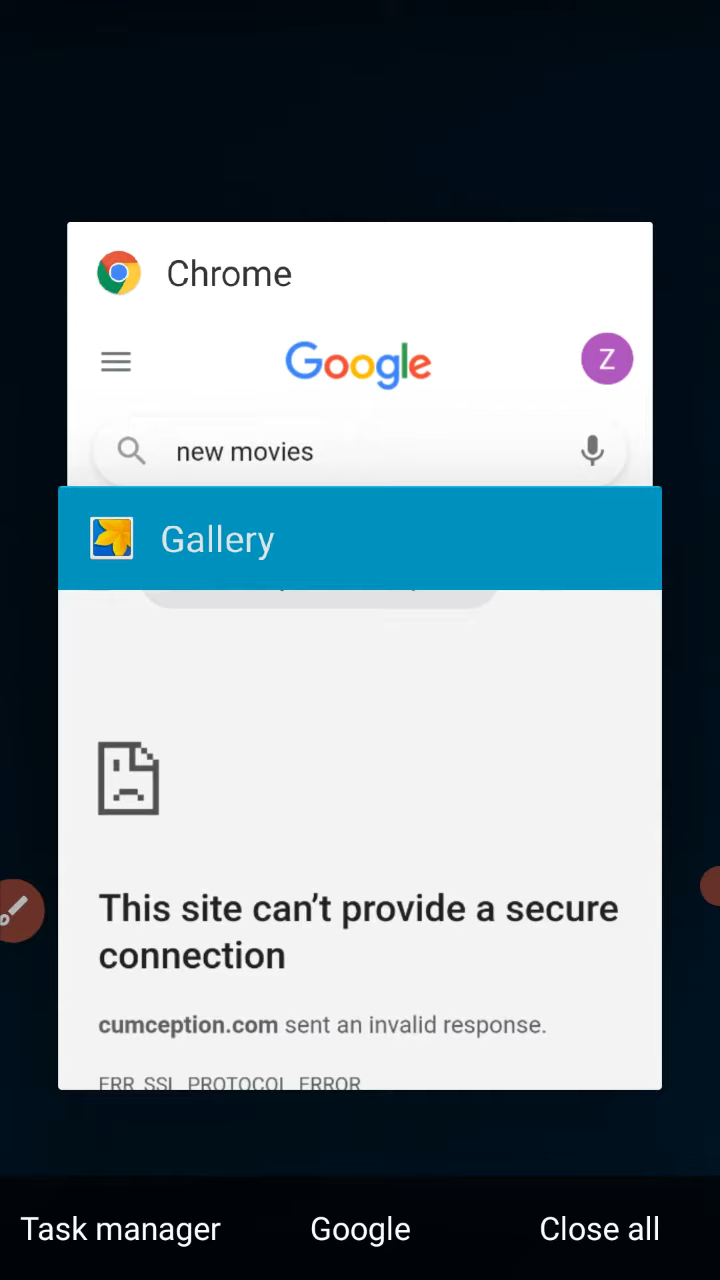 Chrome
Google
Z
new movies
Gallery
This site can’t provide a secure
connection
cumception.com sent an invalid response.
ERR_SSL_PROTOCOL_ERROR
Task manager Google Close all